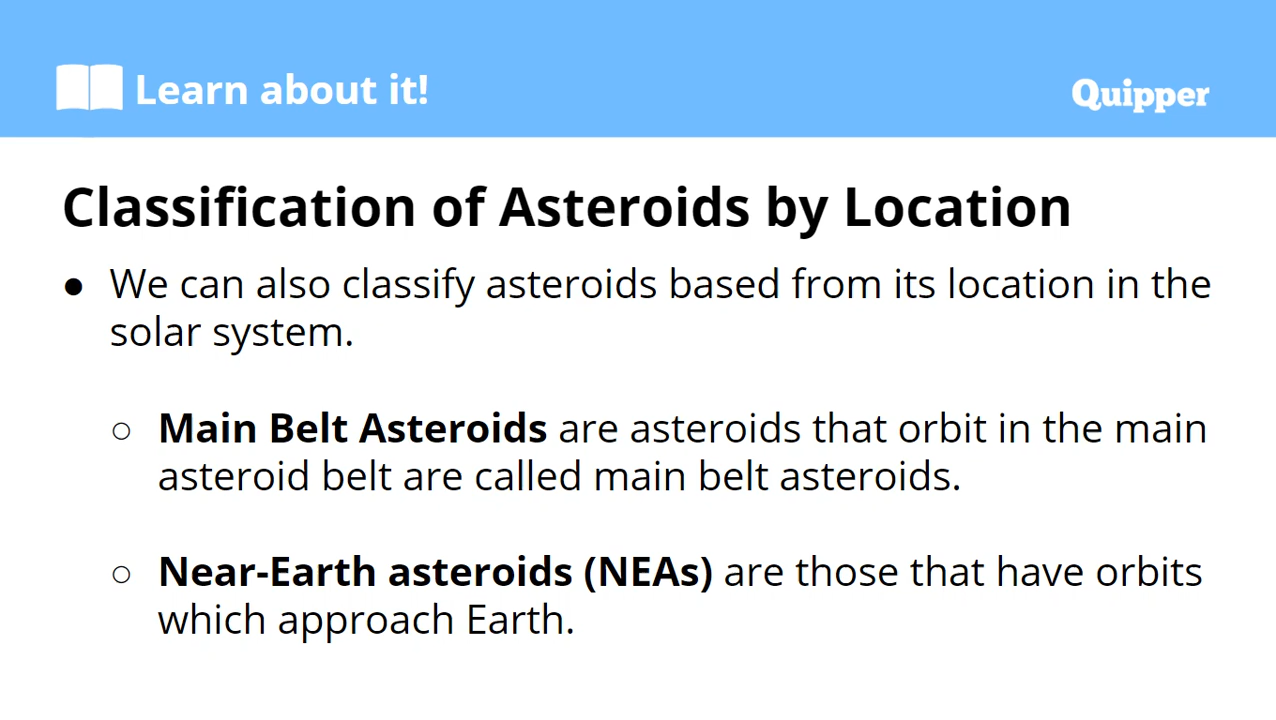 Learn about it!
Quipper
Classification of Asteroids by Location
● We can also classify asteroids based from its location in the
solar system.
○ Main Belt Asteroids are asteroids that orbit in the main
asteroid belt are called main belt asteroids.
○ Near-Earth asteroids (NEAs) are those that have orbits
which approach Earth.